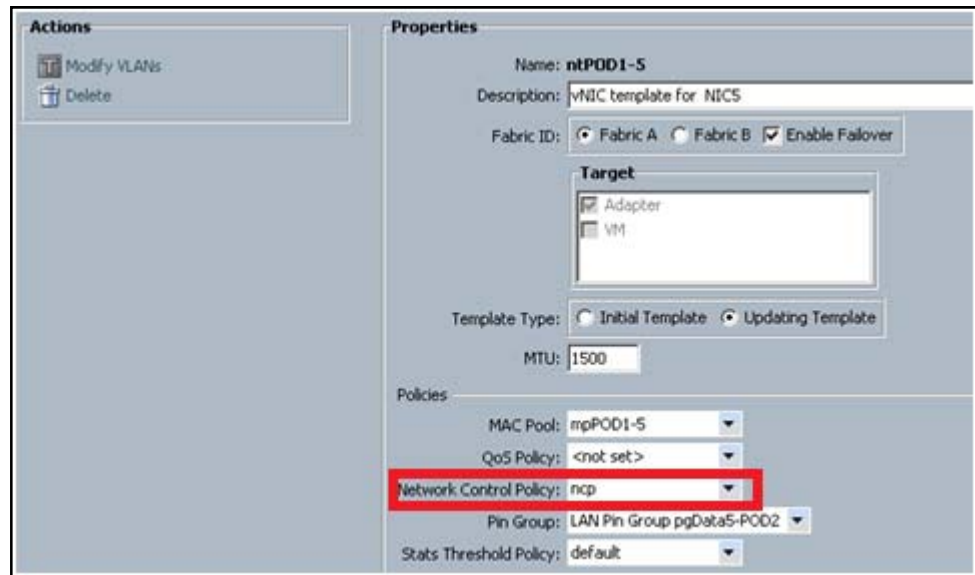 Actions
Modify VLANs
Delete
Properties
Name: ntPOD1-5
Description: vNIC template for NIC5
Fabric ID: Fabric A Fabric B Enable Failover
Target
Adapter
VM
Template Type: Initial Template Updating Template
MTU: 1500
Policies
MAC Pool: mpPOD1-5
QoS Policy: <not set>
Network Control Policy: ncp
Pin Group: LAN Pin Group pgData5-POD2
Stats Threshold Policy: default